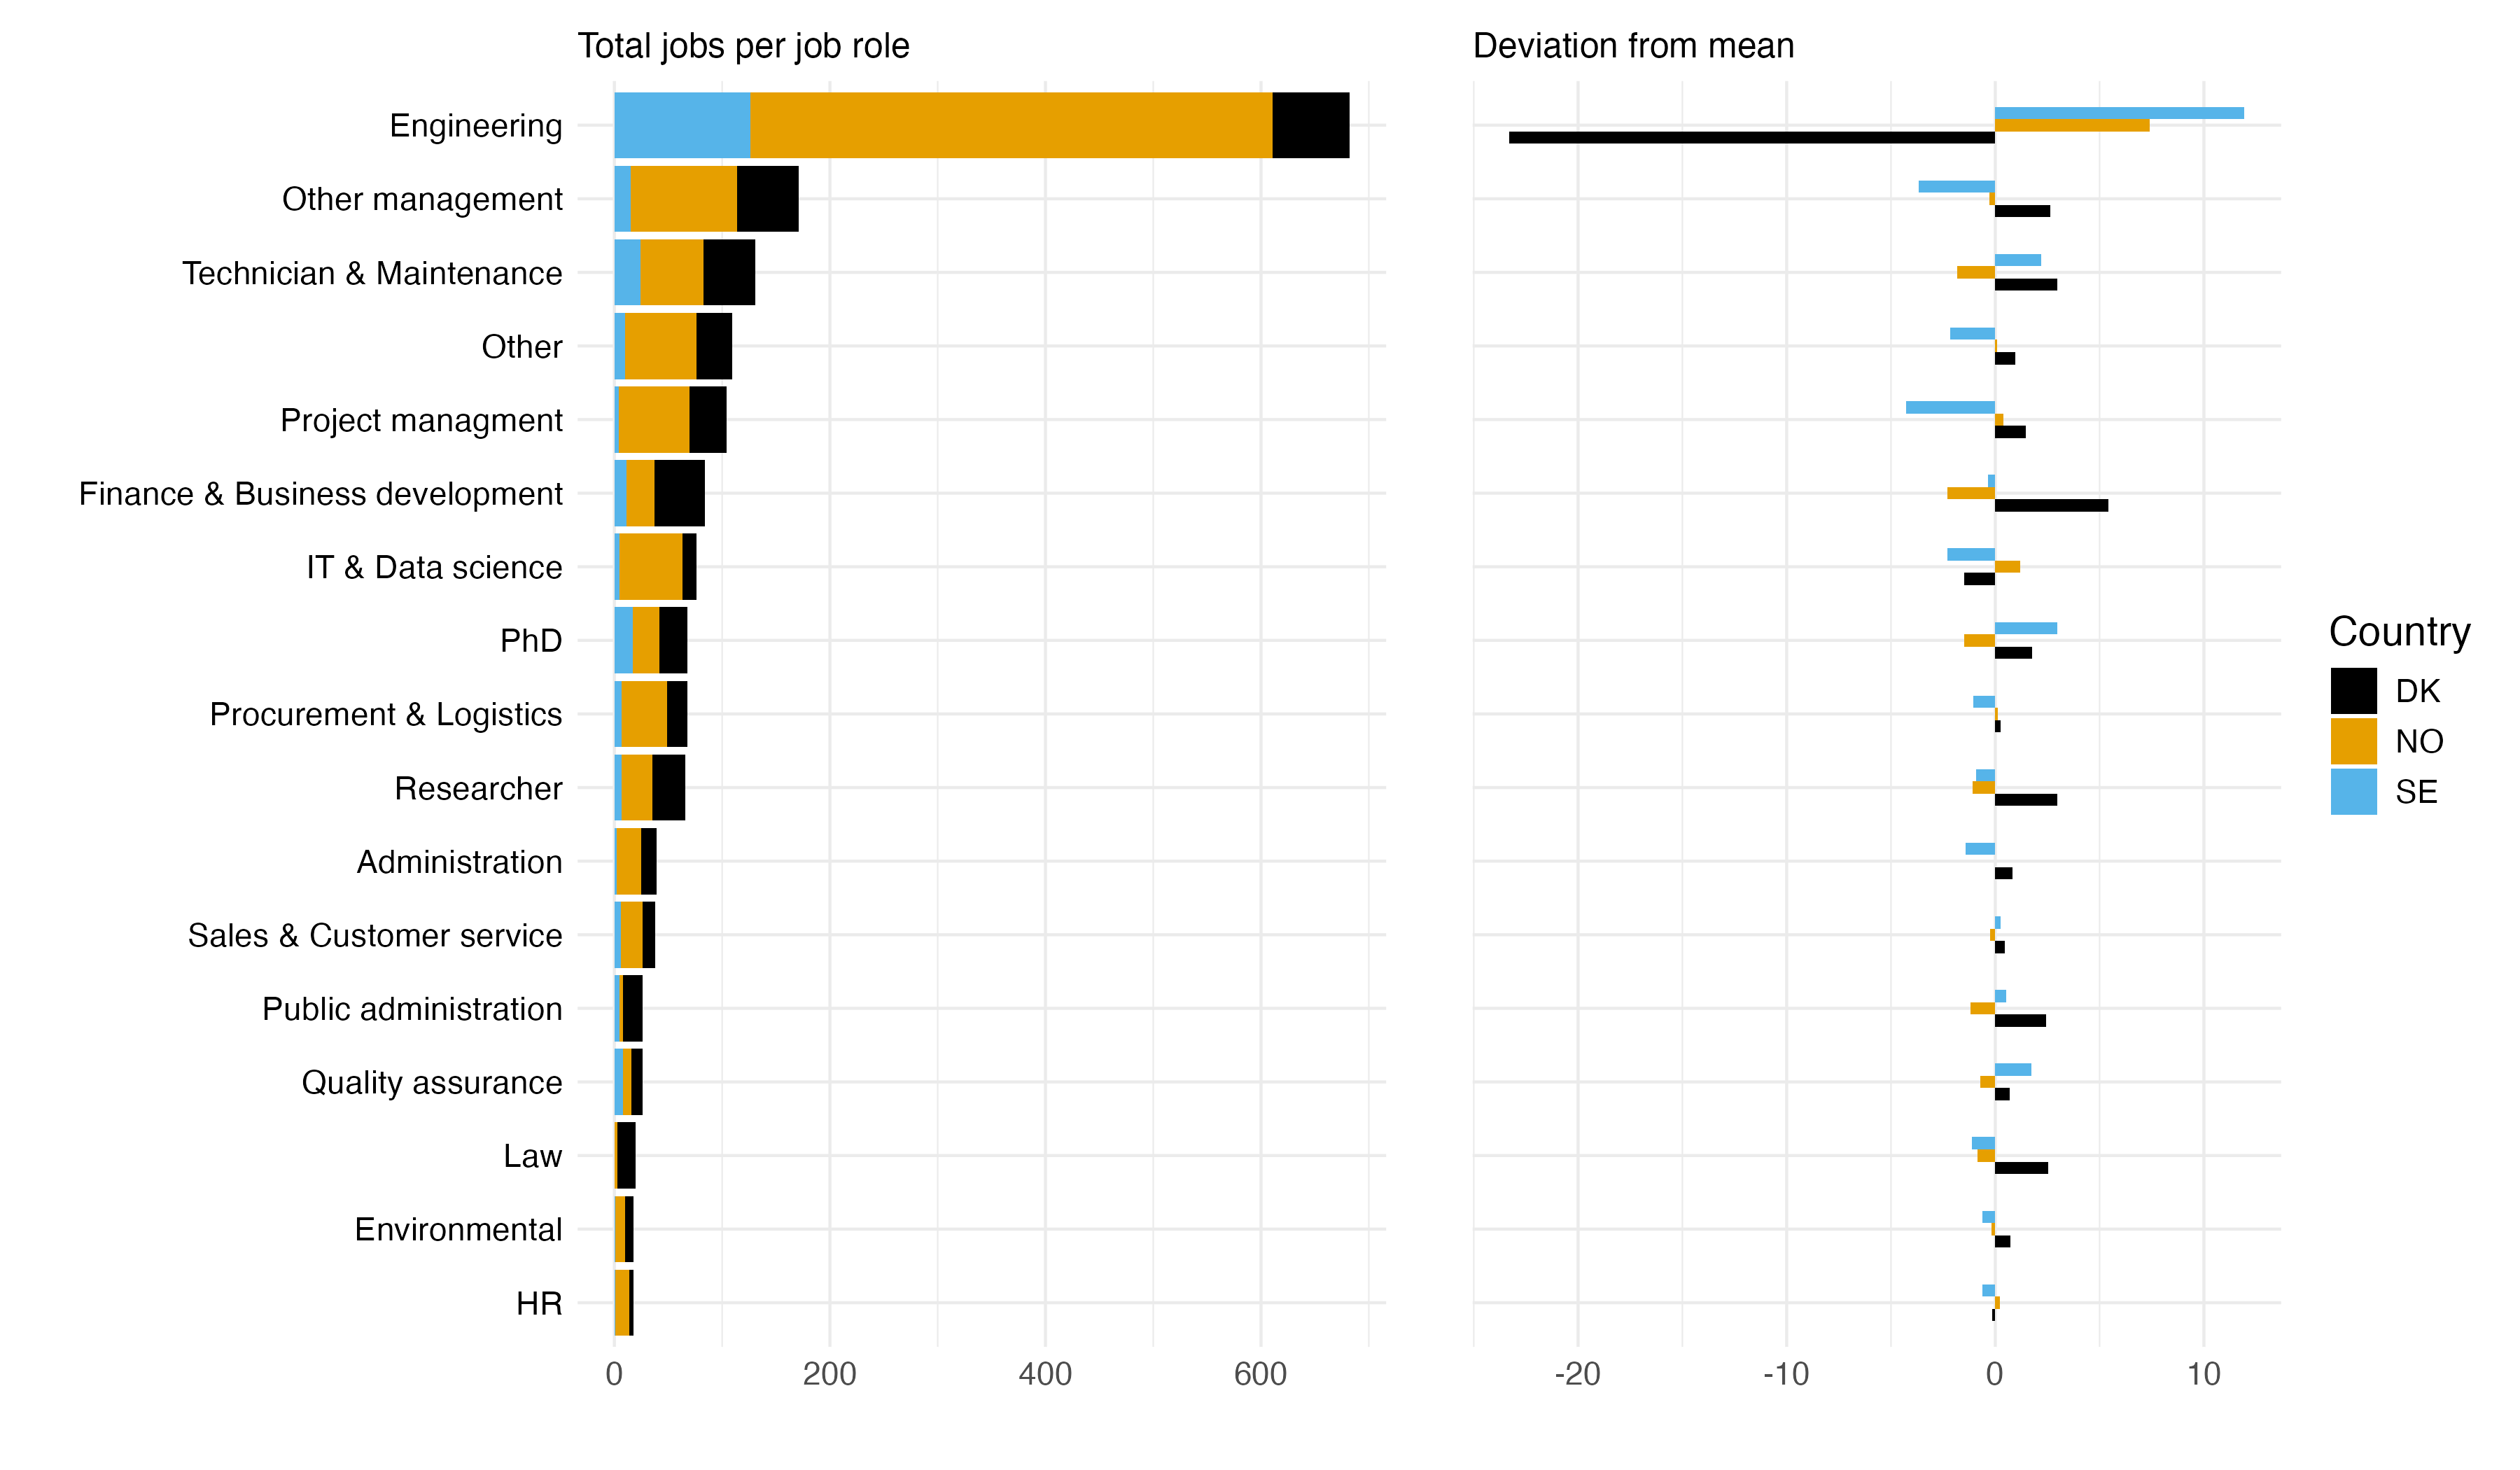 Total jobs per job role
Deviation from mean
Engineering
Other management
Technician & Maintenance
Other
Project managment
Finance & Business development
IT & Data science
PhD
Procurement & Logistics
Researcher
Administration
Sales & Customer service
Public administration
Quality assurance
Law
Environmental
HR
0 200 400 600
-20 -10 0 10
Country
DK
NO
SE